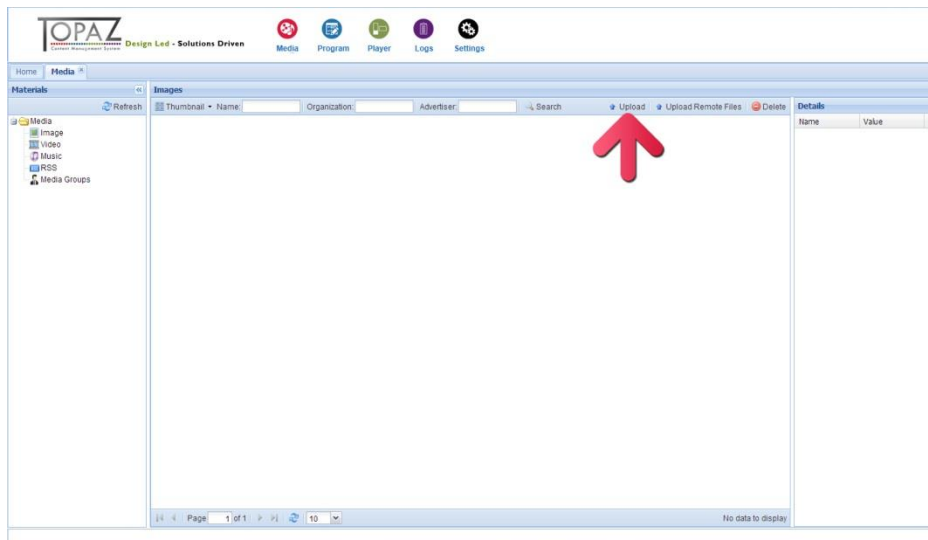 TOPAZ
Content Management System
Design Led - Solutions Driven
Media
Program
Player
Logs
Settings
Home
Media
Materials
Images
Refresh
Thumbnail
Name:
Organization:
Advertiser:
Search
Upload
Upload Remote Files
Delete
Details
Name
Value
Media
Image
Video
Music
RSS
Media Groups
Page 1 of 1
10
No data to display